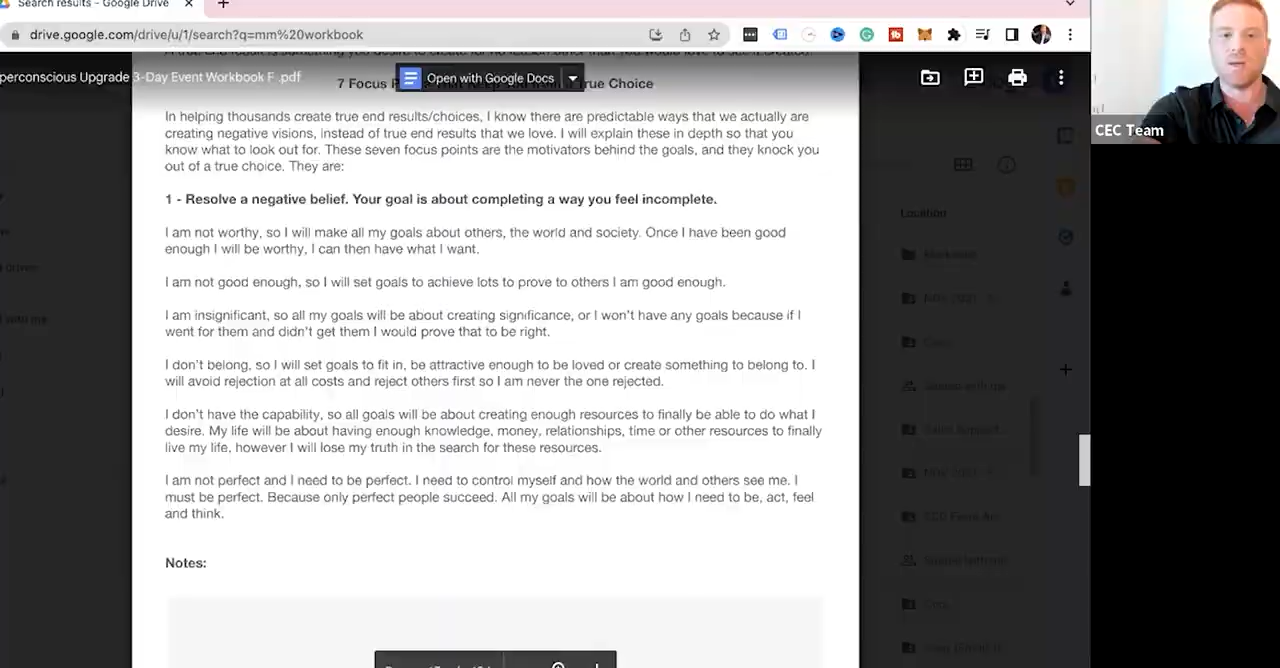 Search results - Google Drive
drive.google.com/drive/u/1/search?q=mm%20workbook
perconscious Upgrade 3-Day Event Workbook F .pdf
Open with Google Docs
7 Focus
True Choice
In helping thousands create true end results/choices, I know there are predictable ways that we actually are
creating negative visions, instead of true end results that we love. I will explain these in depth so that you
know what to look out for. These seven focus points are the motivators behind the goals, and they knock you
out of a true choice. They are:
1 - Resolve a negative belief. Your goal is about completing a way you feel incomplete.
I am not worthy, so I will make all my goals about others, the world and society. Once I have been good
enough I will be worthy, I can then have what I want.
I am not good enough, so I will set goals to achieve lots to prove to others I am good enough.
I am insignificant, so all my goals will be about creating significance, or I won't have any goals because if I
went for them and didn't get them I would prove that to be right.
I don't belong, so I will set goals to fit in, be attractive enough to be loved or create something to belong to. I
will avoid rejection at all costs and reject others first so I am never the one rejected.
I don't have the capability, so all goals will be about creating enough resources to finally be able to do what I
desire. My life will be about having enough knowledge, money, relationships, time or other resources to finally
live my life, however I will lose my truth in the search for these resources.
I am not perfect and I need to be perfect. I need to control myself and how the world and others see me. I
must be perfect. Because only perfect people succeed. All my goals will be about how I need to be, act, feel
and think.
Notes:
CEC Team
Location